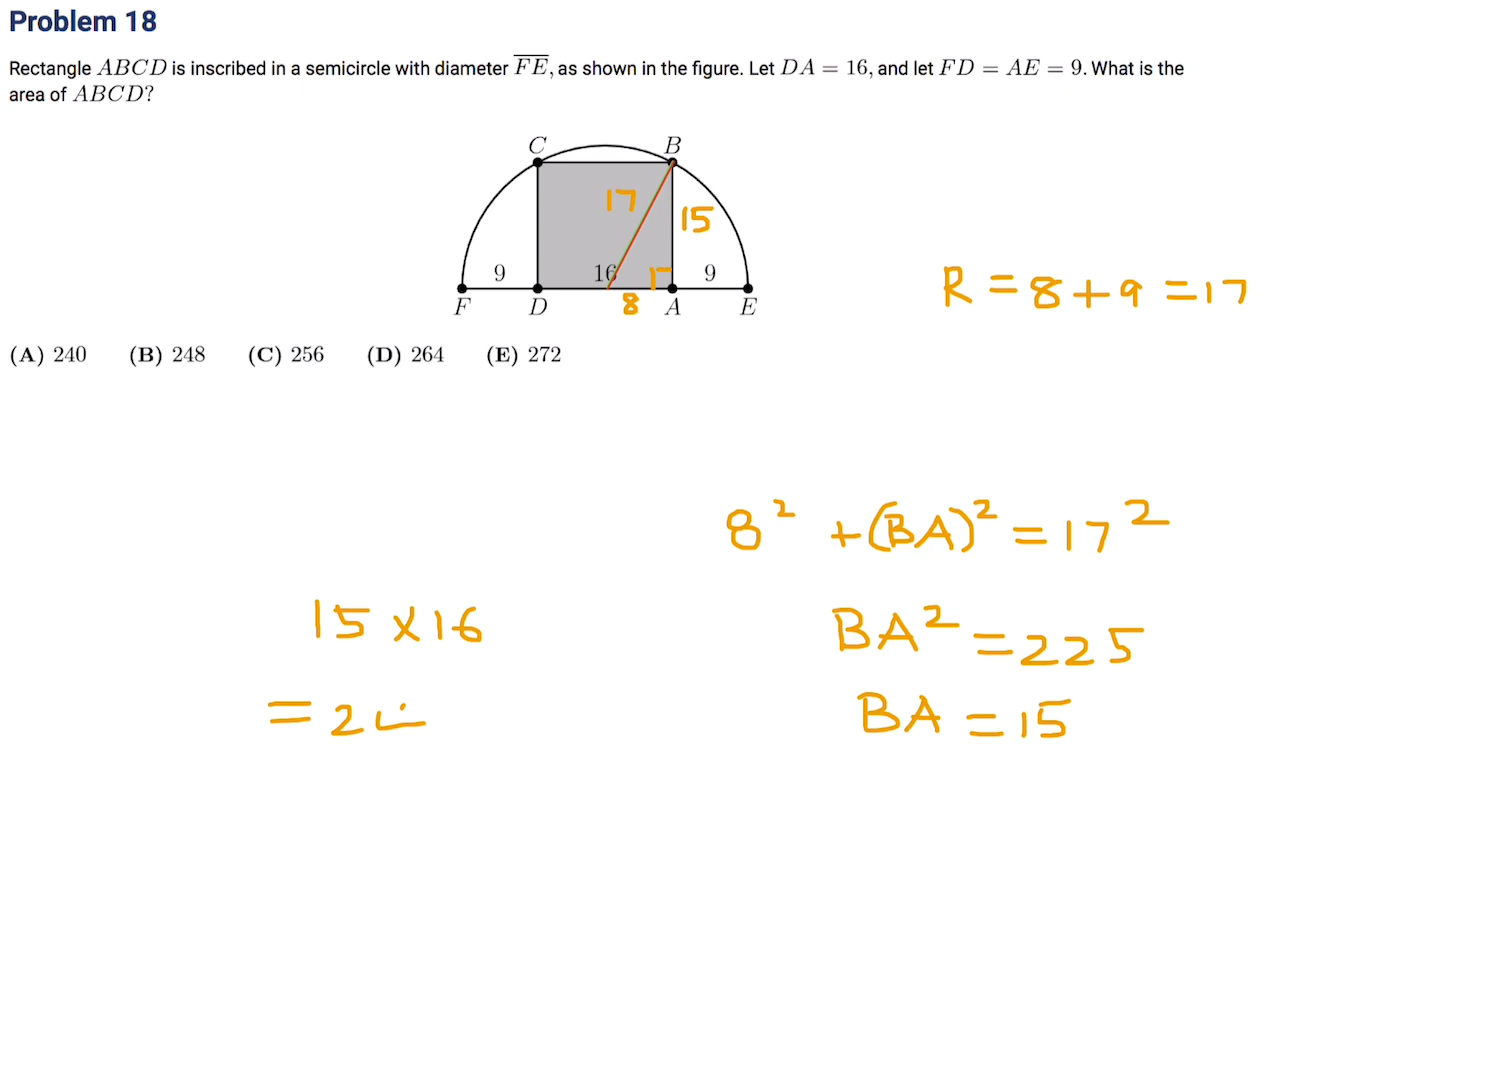 Problem 18
Rectangle ABCD is inscribed in a semicircle with diameter F̅E̅, as shown in the figure. Let DA = 16, and let FD = AE = 9. What is the
area of ABCD?
C B
17
15
9 16 9
F D 8 A E
R = 8 + 9 = 17
(A) 240 (B) 248 (C) 256 (D) 264 (E) 272
8² + (BA)² = 17²
15 × 16
BA² = 225
= 2
BA = 15